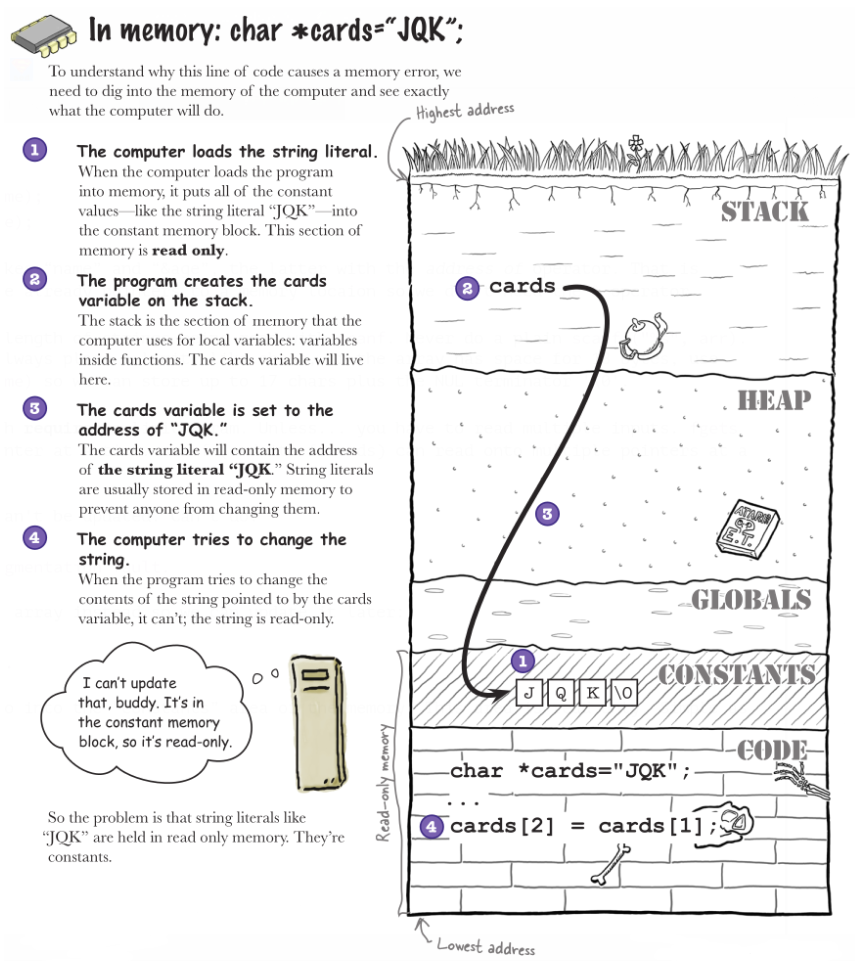 In memory: char *cards="JQK";
To understand why this line of code causes a memory error, we
need to dig into the memory of the computer and see exactly
what the computer will do.
1
The computer loads the string literal.
When the computer loads the program
into memory, it puts all of the constant
values—like the string literal “JQK”—into
the constant memory block. This section of
memory is read only.
2
The program creates the cards
variable on the stack.
The stack is the section of memory that the
computer uses for local variables: variables
inside functions. The cards variable will live
here.
3
The cards variable is set to the
address of “JQK.”
The cards variable will contain the address
of the string literal “JQK.” String literals
are usually stored in read-only memory to
prevent anyone from changing them.
4
The computer tries to change the
string.
When the program tries to change the
contents of the string pointed to by the cards
variable, it can’t; the string is read-only.
I can’t update
that, buddy. It’s in
the constant memory
block, so it’s read-only.
So the problem is that string literals like
“JQK” are held in read only memory. They’re
constants.
Highest address
STACK
2 cards
HEAP
3
ATARI
E.T.
GLOBALS
1
CONSTANTS
J Q K \0
Read-only memory
CODE
char *cards="JQK";
...
4 cards[2] = cards[1];
Lowest address